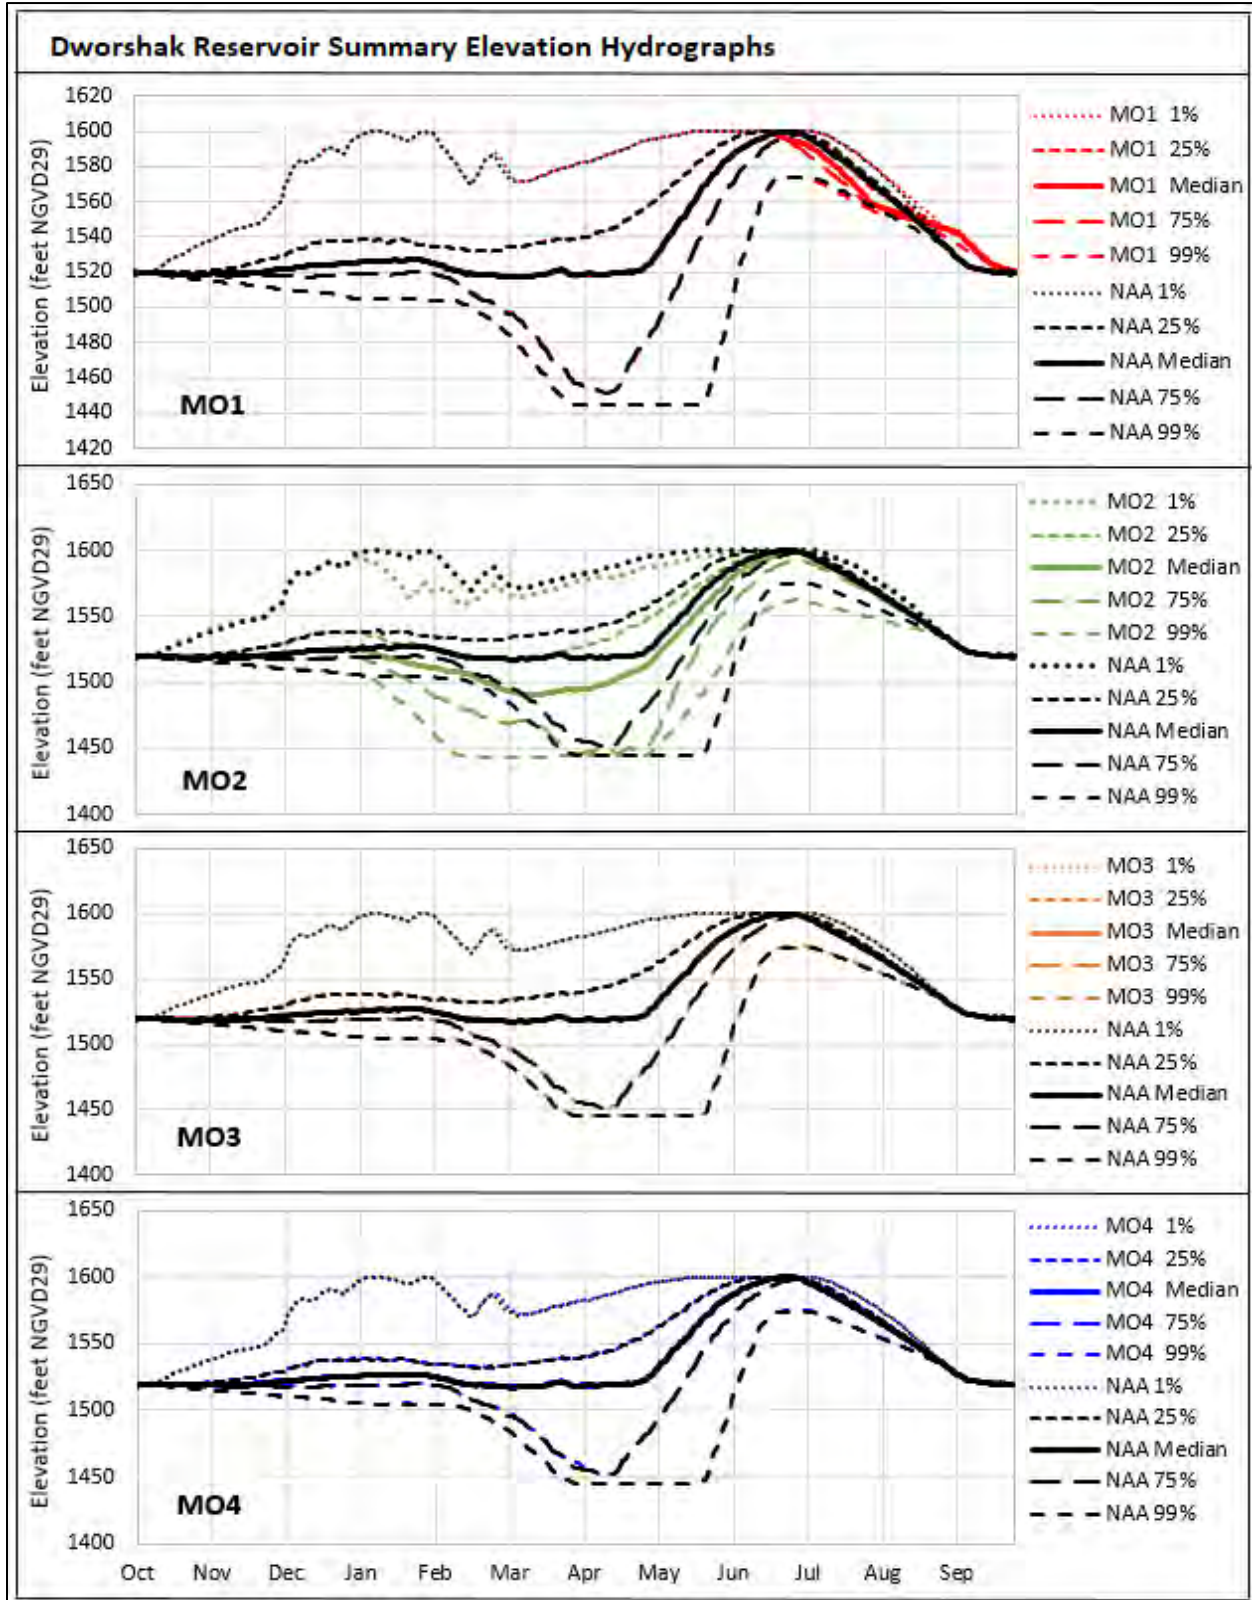 Dworshak Reservoir Summary Elevation Hydrographs
Elevation (feet NGVD29)
1620
1600
1580
1560
1540
1520
1500
1480
1460
1440
1420
MO1
MO1 1%
MO1 25%
MO1 Median
MO1 75%
MO1 99%
NAA 1%
NAA 25%
NAA Median
NAA 75%
NAA 99%
Elevation (feet NGVD29)
1650
1600
1550
1500
1450
1400
MO2
MO2 1%
MO2 25%
MO2 Median
MO2 75%
MO2 99%
NAA 1%
NAA 25%
NAA Median
NAA 75%
NAA 99%
Elevation (feet NGVD29)
1650
1600
1550
1500
1450
1400
MO3
MO3 1%
MO3 25%
MO3 Median
MO3 75%
MO3 99%
NAA 1%
NAA 25%
NAA Median
NAA 75%
NAA 99%
Elevation (feet NGVD29)
1650
1600
1550
1500
1450
1400
MO4
MO4 1%
MO4 25%
MO4 Median
MO4 75%
MO4 99%
NAA 1%
NAA 25%
NAA Median
NAA 75%
NAA 99%
Oct Nov Dec Jan Feb Mar Apr May Jun Jul Aug Sep